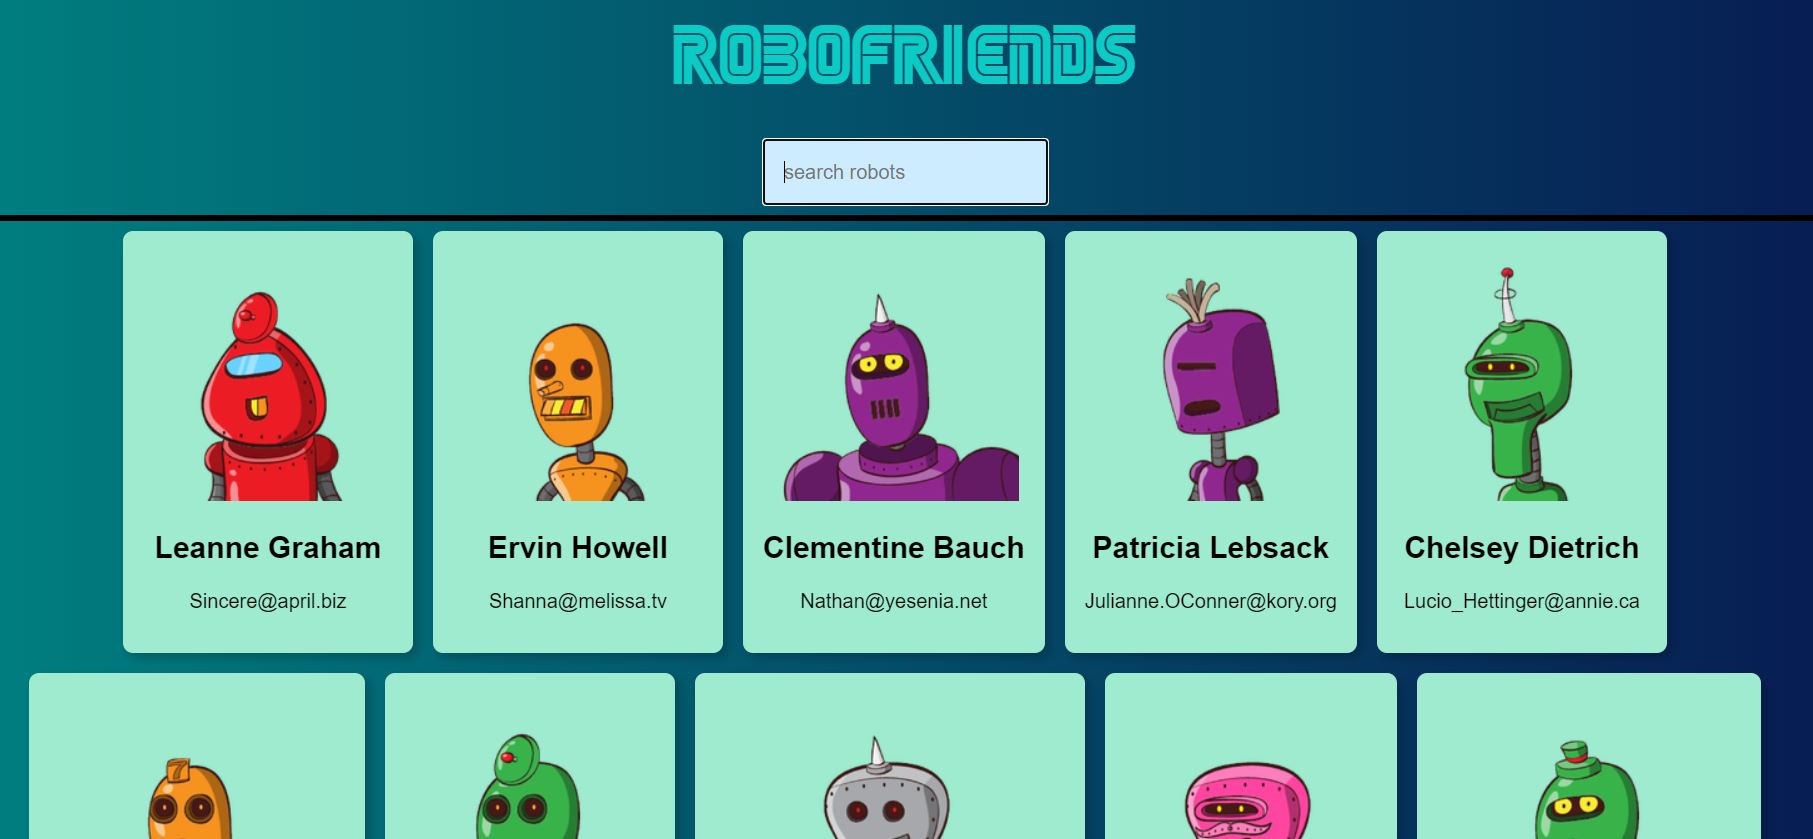 ROBOFRIENDS
search robots
Leanne Graham
Sincere@april.biz
Ervin Howell
Shanna@melissa.tv
Clementine Bauch
Nathan@yesenia.net
Patricia Lebsack
Julianne.OConner@kory.org
Chelsey Dietrich
Lucio_Hettinger@annie.ca
7